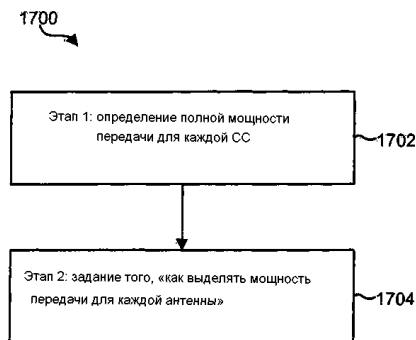 1700
Этап 1: определение полной мощности
передачи для каждой СС
1702
Этап 2: задание того, «как выделять мощность
передачи для каждой антенны»
1704